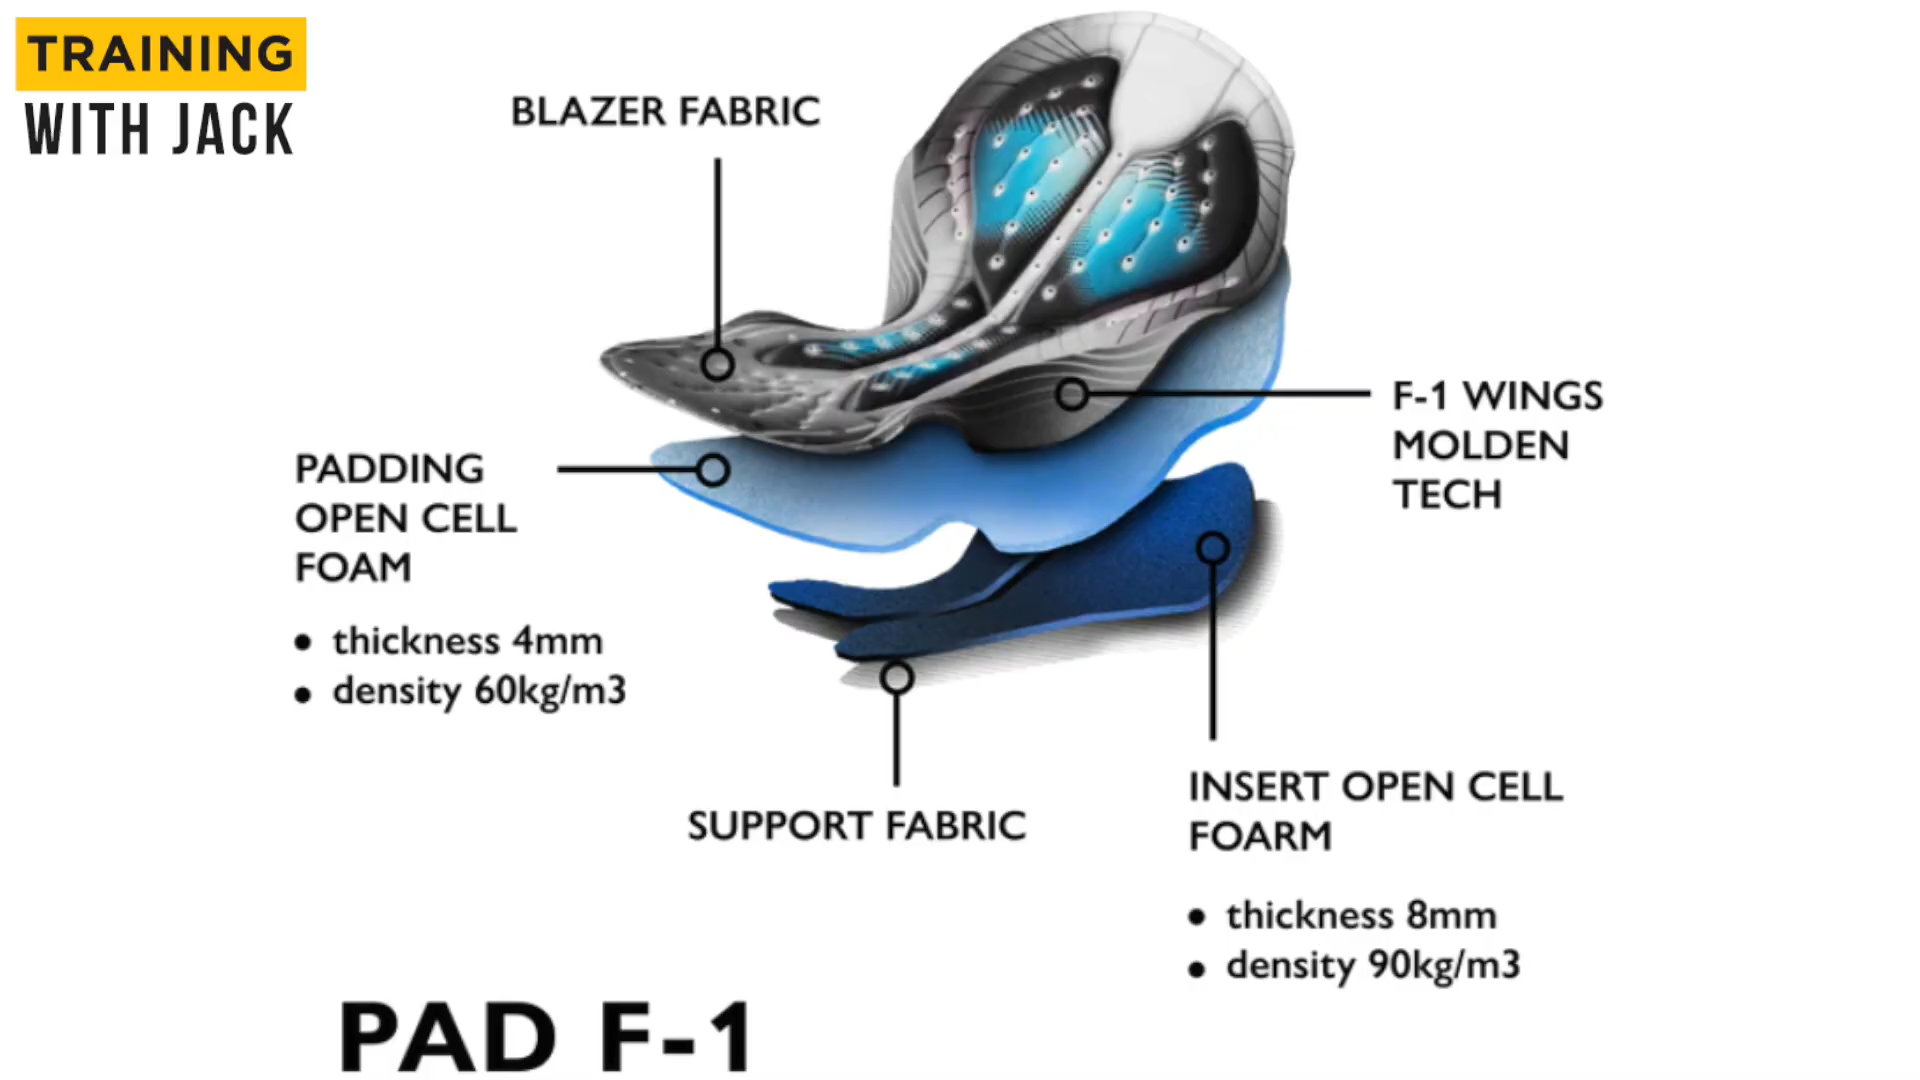 TRAINING
WITH JACK
BLAZER FABRIC
F-1 WINGS
MOLDEN
TECH
PADDING
OPEN CELL
FOAM
• thickness 4mm
• density 60kg/m3
SUPPORT FABRIC
INSERT OPEN CELL
FOARM
• thickness 8mm
• density 90kg/m3
PAD F-1